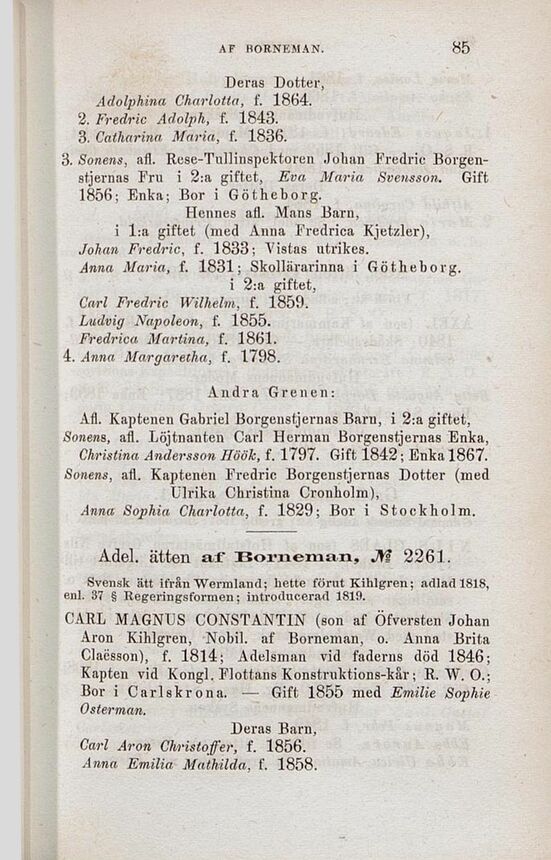 AF BORNEMAN. 85
Deras Dotter,
Adolphina Charlotta, f. 1864.
2. Fredric Adolph, f. 1843.
3. Catharina Maria, f. 1836.
3. Sonens, afl. Rese-Tullinspektoren Johan Fredric Borgen-
stjernas Fru i 2:a giftet, Eva Maria Svensson. Gift
1856; Enka; Bor i Götheborg.
Hennes afl. Mans Barn,
i 1:a giftet (med Anna Fredrica Kjetzler),
Johan Fredric, f. 1833; Vistas utrikes.
Anna Maria, f. 1831; Skollärarinna i Götheborg.
i 2:a giftet,
Carl Fredric Wilhelm, f. 1859.
Ludvig Napoleon, f. 1855.
Fredrica Martina, f. 1861.
4. Anna Margaretha, f. 1798.
Andra Grenen:
Afl. Kaptenen Gabriel Borgenstjernas Barn, i 2:a giftet,
Sonens, afl. Löjtnanten Carl Herman Borgenstjernas Enka,
Christina Andersson Höök, f. 1797. Gift 1842; Enka 1867.
Sonens, afl. Kaptenen Fredric Borgenstjernas Dotter (med
Ulrika Christina Cronholm),
Anna Sophia Charlotta, f. 1829; Bor i Stockholm.
Adel. ätten af Borneman, № 2261.
Svensk ätt ifrån Wermland; hette förut Kihlgren; adlad 1818,
enl. 37 § Regeringsformen; introducerad 1819.
CARL MAGNUS CONSTANTIN (son af Öfversten Johan
Aron Kihlgren, Nobil. af Borneman, o. Anna Brita
Claësson), f. 1814; Adelsman vid faderns död 1846;
Kapten vid Kongl. Flottans Konstruktions-kår; R. W. O.;
Bor i Carlskrona. — Gift 1855 med Emilie Sophie
Osterman.
Deras Barn,
Carl Aron Christoffer, f. 1856.
Anna Emilia Mathilda, f. 1858.